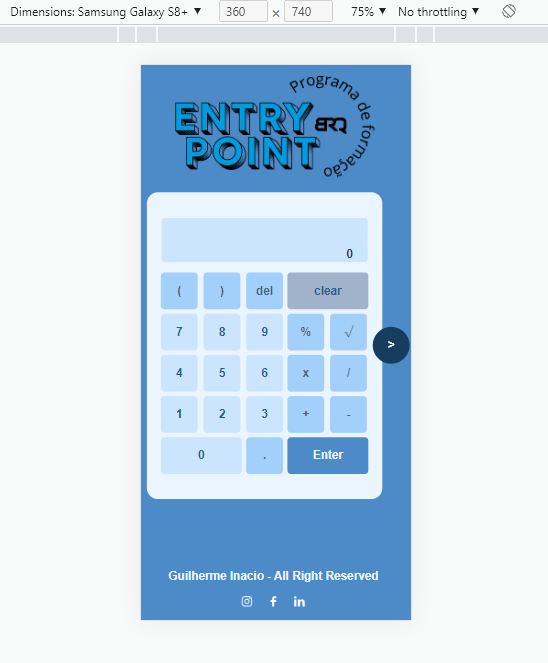 Dimensions: Samsung Galaxy S8+ ▼ 360 × 740 75% ▼ No throttling ▼
Programa de formação
ENTRY
BRQ
POINT
0
( ) del clear
7 8 9 % √
>
4 5 6 x /
1 2 3 + -
0 . Enter
Guilherme Inacio - All Right Reserved